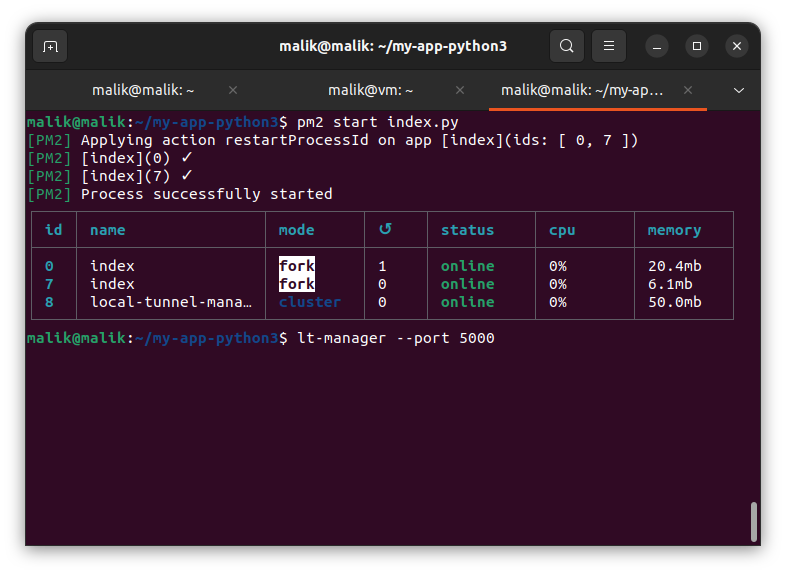 malik@malik: ~/my-app-python3
malik@malik: ~ × malik@vm: ~ × malik@malik: ~/my-ap… ×
malik@malik:~/my-app-python3$ pm2 start index.py
[PM2] Applying action restartProcessId on app [index](ids: [ 0, 7 ])
[PM2] [index](0) ✓
[PM2] [index](7) ✓
[PM2] Process successfully started
id name mode ↺ status cpu memory
0 index fork 1 online 0% 20.4mb
7 index fork 0 online 0% 6.1mb
8 local-tunnel-mana… cluster 0 online 0% 50.0mb
malik@malik:~/my-app-python3$ lt-manager --port 5000